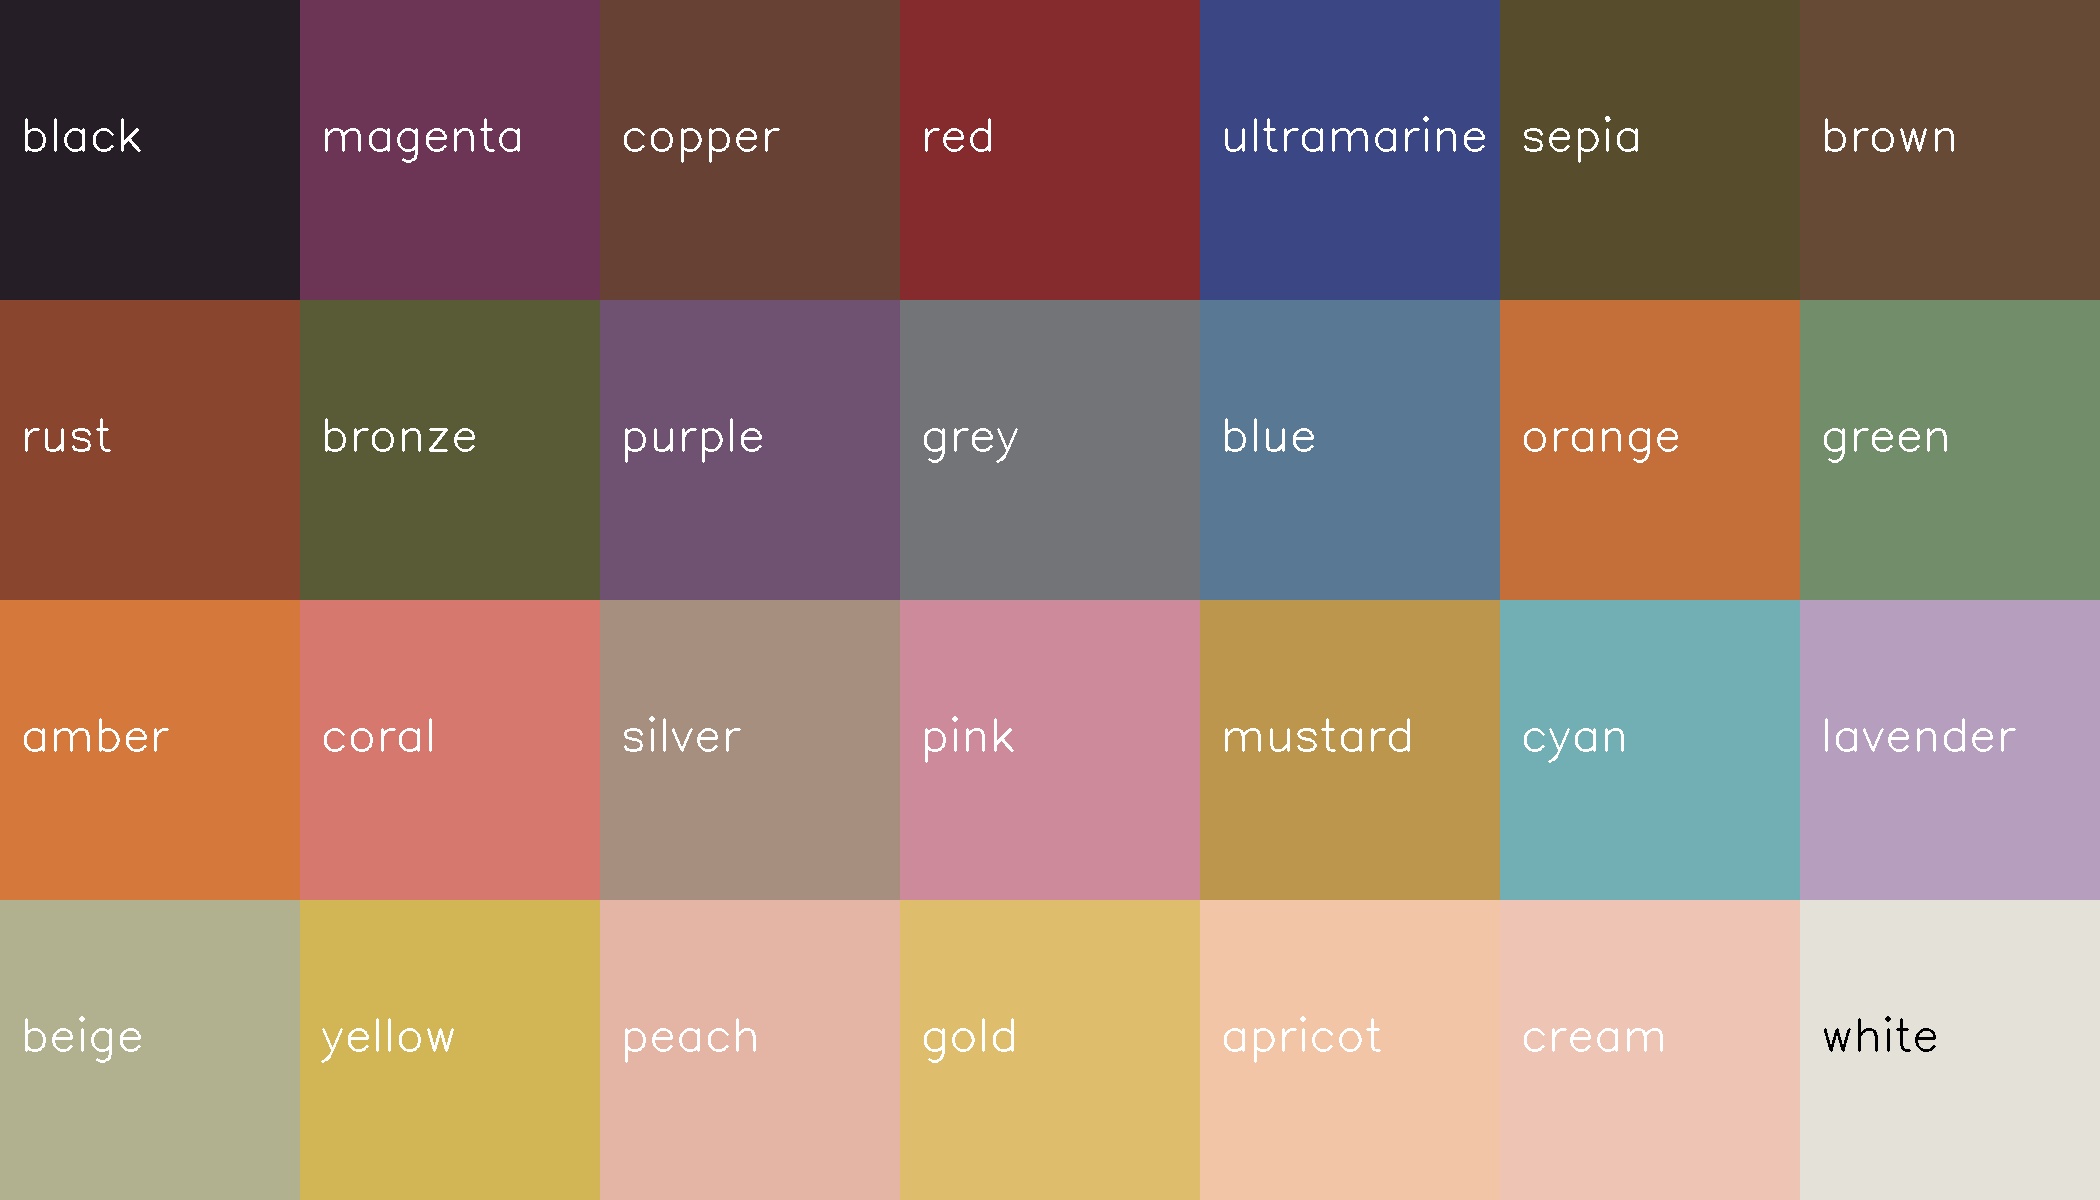 black magenta copper red ultramarine sepia brown
rust bronze purple grey blue orange green
amber coral silver pink mustard cyan lavender
beige yellow peach gold apricot cream white